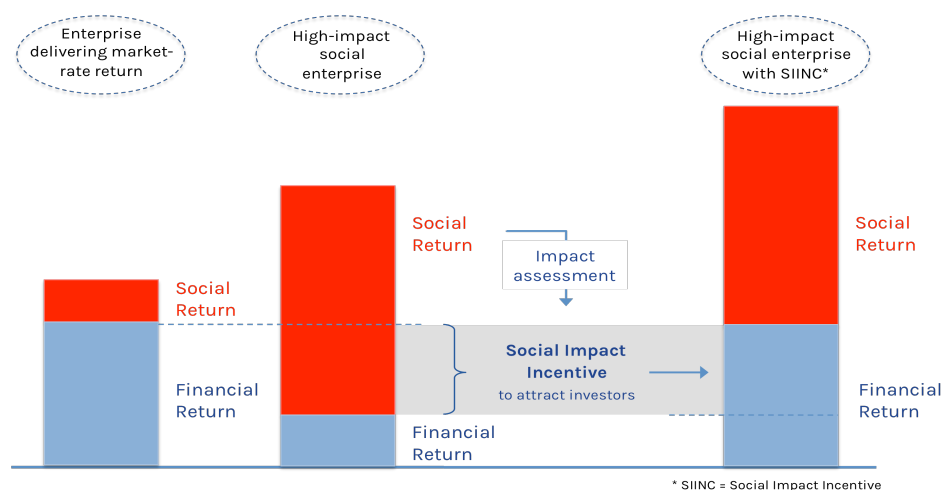 Enterprise
delivering market-
rate return
High-impact
social
enterprise
High-impact
social enterprise
with SIINC*
Social
Return
Financial
Return
Social
Return
Financial
Return
Impact
assessment
Social Impact
Incentive
to attract investors
Social
Return
Financial
Return
* SIINC = Social Impact Incentive